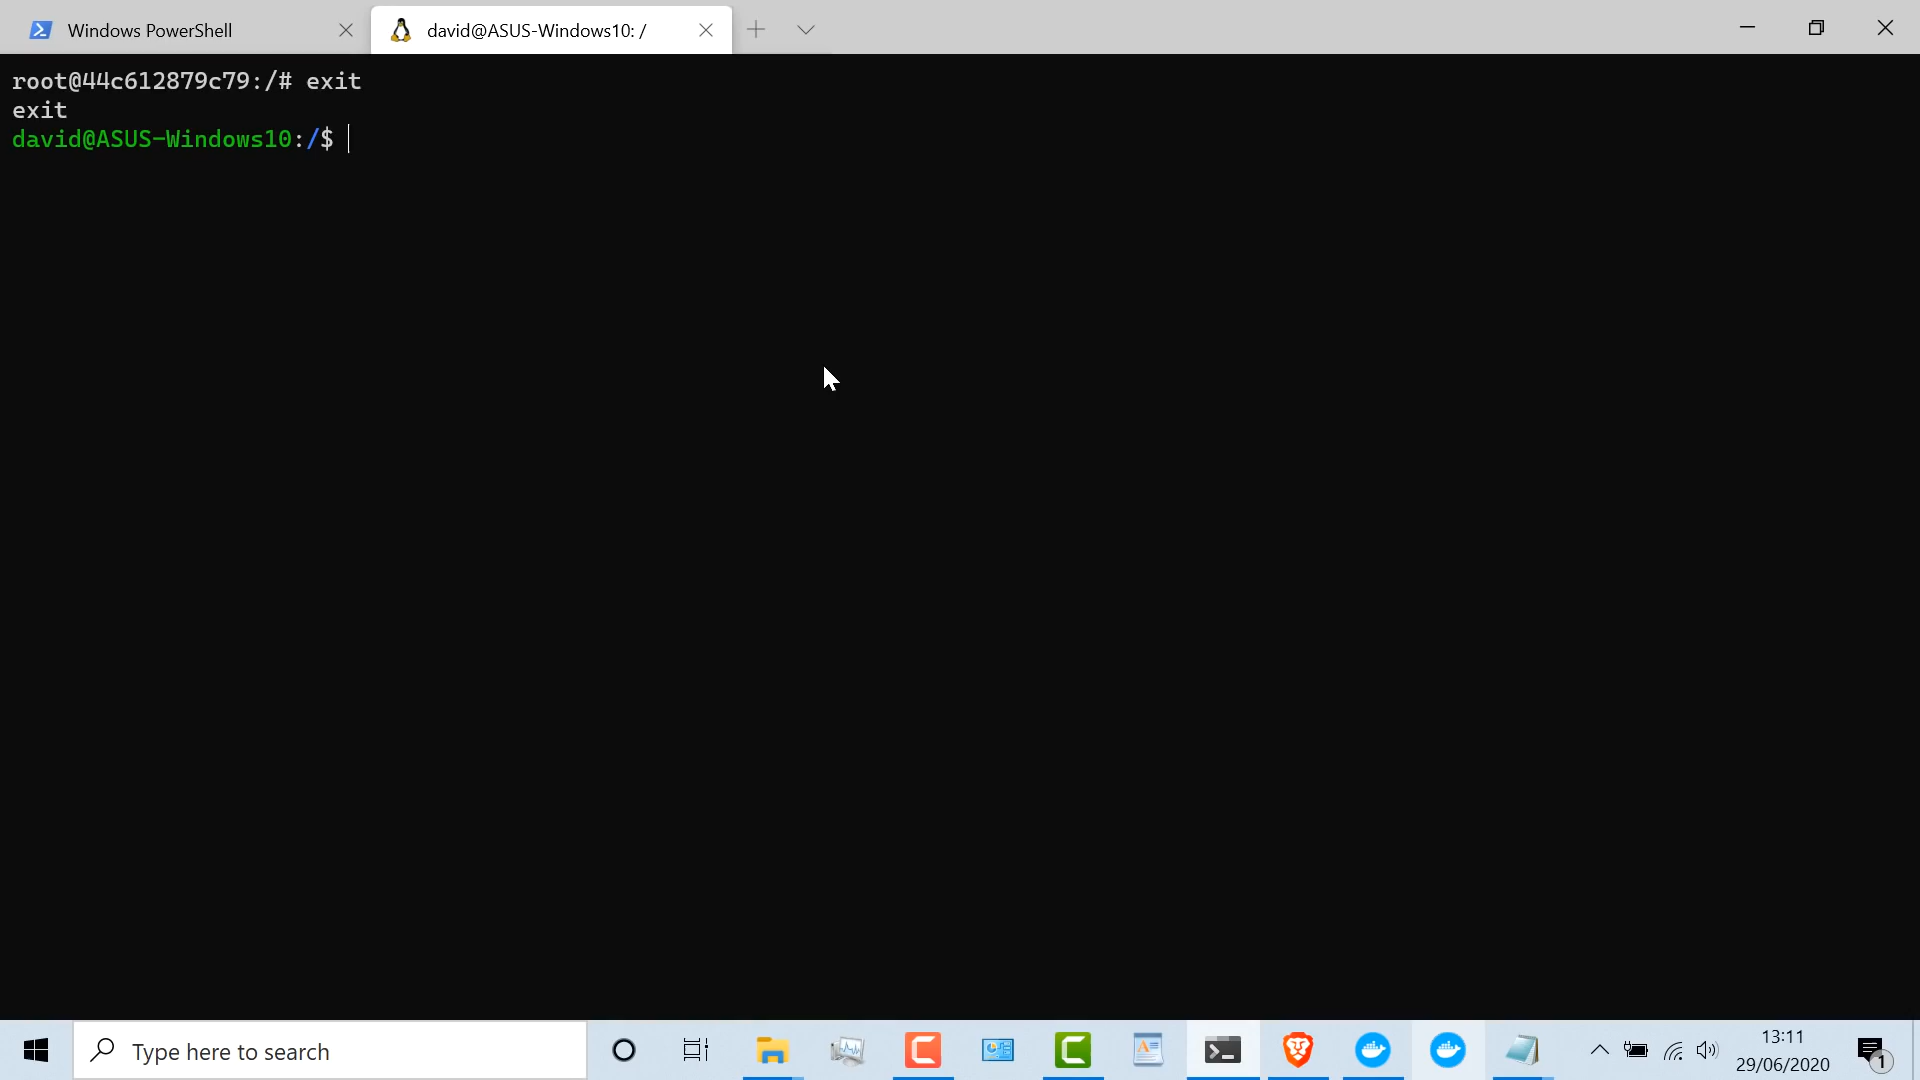 Windows PowerShell
david@ASUS-Windows10: /
root@44c612879c79:/# exit
exit
david@ASUS-Windows10:/$
Type here to search
13:11
29/06/2020
1